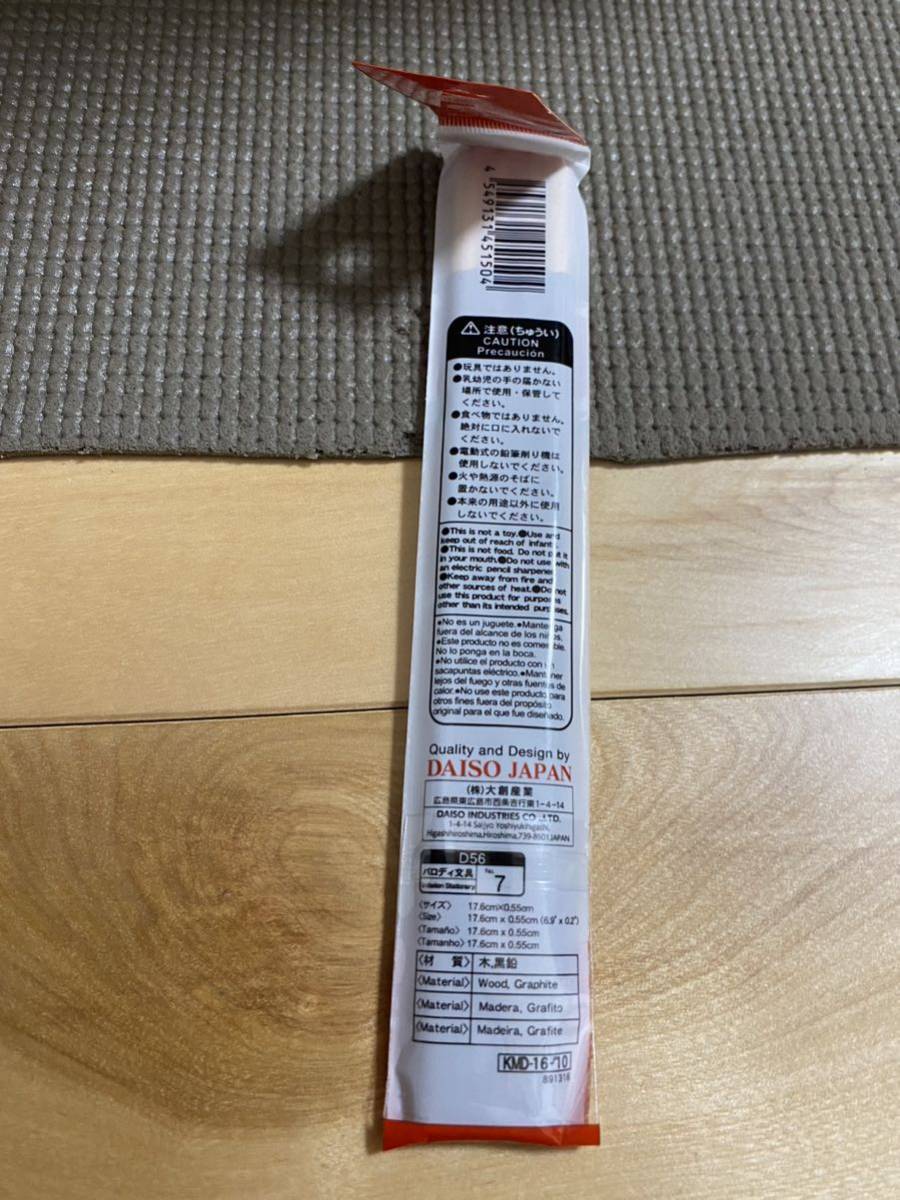 4 549131 451504
注意(ちゅうい)
CAUTION
Precaución
●玩具ではありません。
●乳幼児の手の届かない
場所で使用・保管して
ください。
●食べ物ではありません。
絶対に口に入れないで
ください。
●電動式の鉛筆削り機は
使用しないでください。
●火や熱源のそばに
置かないでください。
●本来の用途以外に使用
しないでください。
●This is not a toy.●Use and
keep out of reach of infants.
●This is not food. Do not put it
in your mouth.●Do not use with
an electric pencil sharpener.
●Keep away from fire and
other sources of heat.●Do not
use this product for purposes
other than its intended purposes.
●No es un juguete.●Mantenga
fuera del alcance de los niños.
●Este producto no es comestible.
No lo ponga en la boca.
●No utilice el producto con un
sacapuntas eléctrico.●Mantener
lejos del fuego y otras fuentes de
calor.●No use este producto para
otros fines fuera del propósito
original para el que fue diseñado.
Quality and Design by
DAISO JAPAN
(株)大創産業
広島県東広島市西条吉行東1-4-14
DAISO INDUSTRIES CO.,LTD.
1-4-14 Saijyo Yoshiyukihigashi,
Higashihiroshima,Hiroshima,739-8501JAPAN
D56
パロディ文具 No. 7
Imitation Stationery
〈サイズ〉 17.6cm×0.55cm
〈Size〉 17.6cm x 0.55cm (6.9" x 0.2")
〈Tamaño〉 17.6cm x 0.55cm
〈Tamanho〉 17.6cm x 0.55cm
〈材 質〉 木,黒鉛
〈Material〉 Wood, Graphite
〈Material〉 Madera, Grafito
〈Material〉 Madeira, Grafite
KMD-16-10
891316